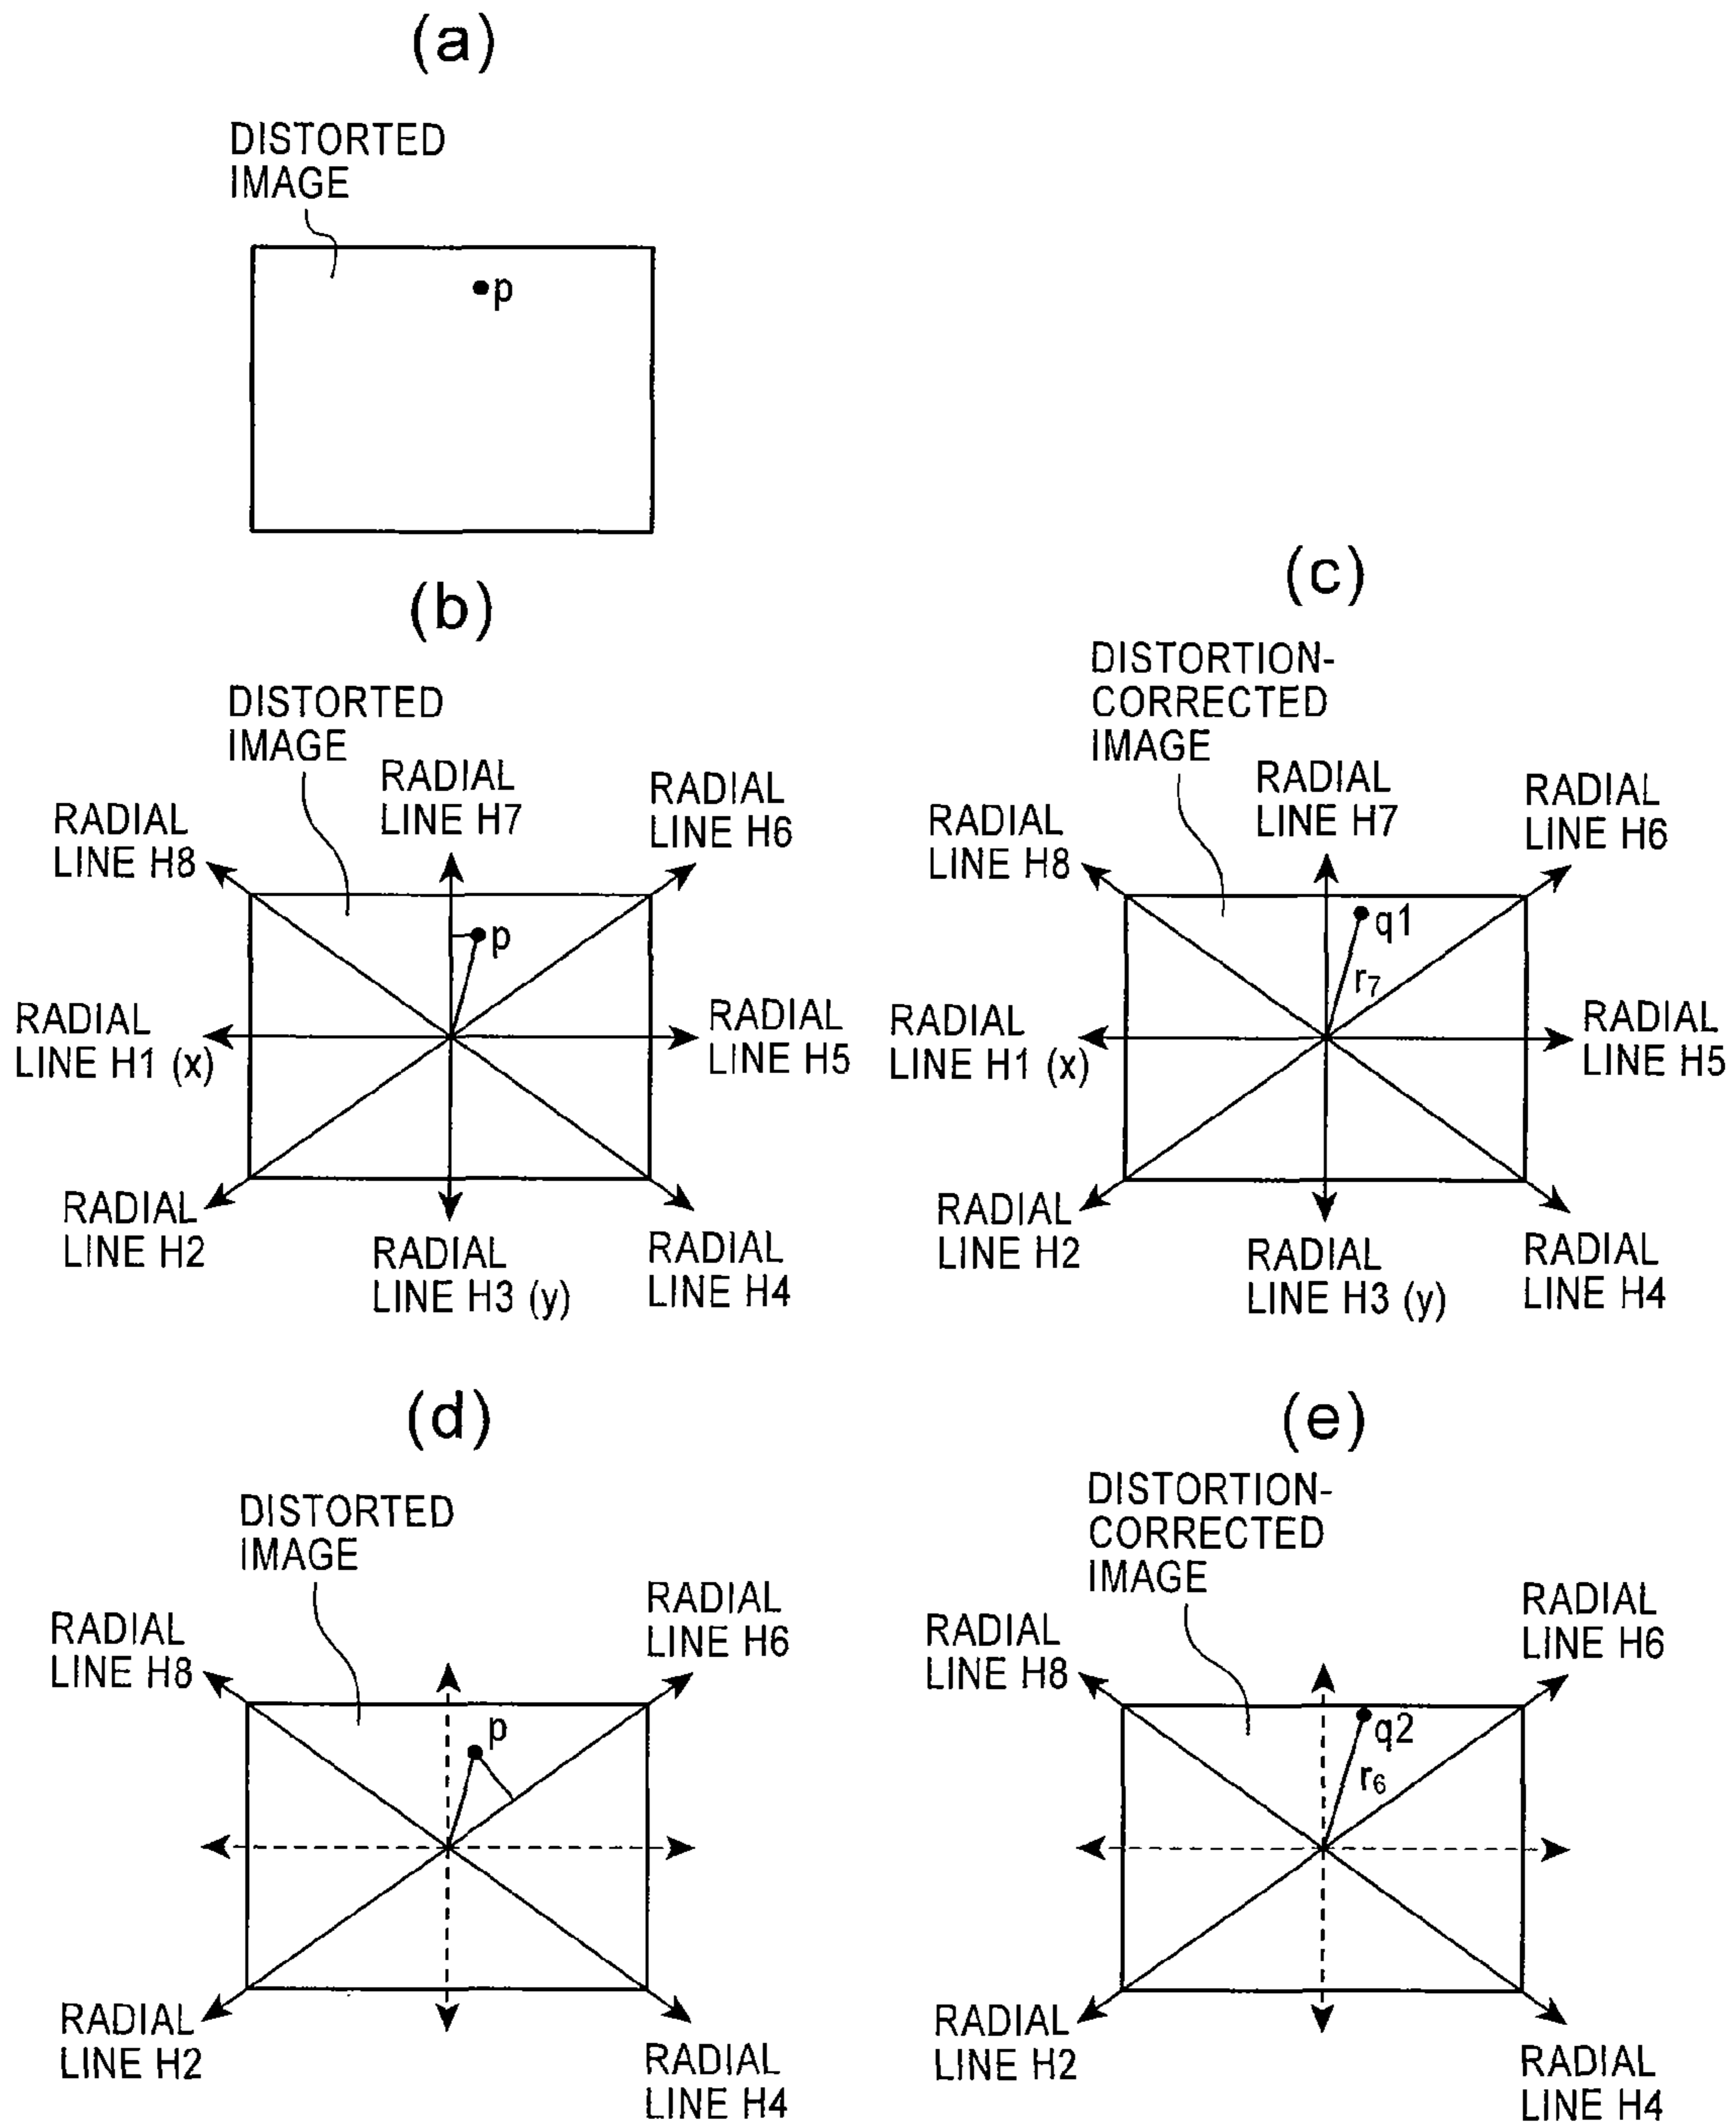 (a)
DISTORTED
IMAGE
p
(b)
DISTORTED
IMAGE
RADIAL
LINE H7
RADIAL
LINE H6
RADIAL
LINE H8
p
RADIAL
LINE H1 (x)
RADIAL
LINE H5
RADIAL
LINE H2
RADIAL
LINE H3 (y)
RADIAL
LINE H4
(c)
DISTORTION-
CORRECTED
IMAGE
RADIAL
LINE H7
RADIAL
LINE H6
RADIAL
LINE H8
q1
r7
RADIAL
LINE H1 (x)
RADIAL
LINE H5
RADIAL
LINE H2
RADIAL
LINE H3 (y)
RADIAL
LINE H4
(d)
DISTORTED
IMAGE
RADIAL
LINE H6
RADIAL
LINE H8
p
RADIAL
LINE H2
RADIAL
LINE H4
(e)
DISTORTION-
CORRECTED
IMAGE
RADIAL
LINE H6
RADIAL
LINE H8
q2
r6
RADIAL
LINE H2
RADIAL
LINE H4